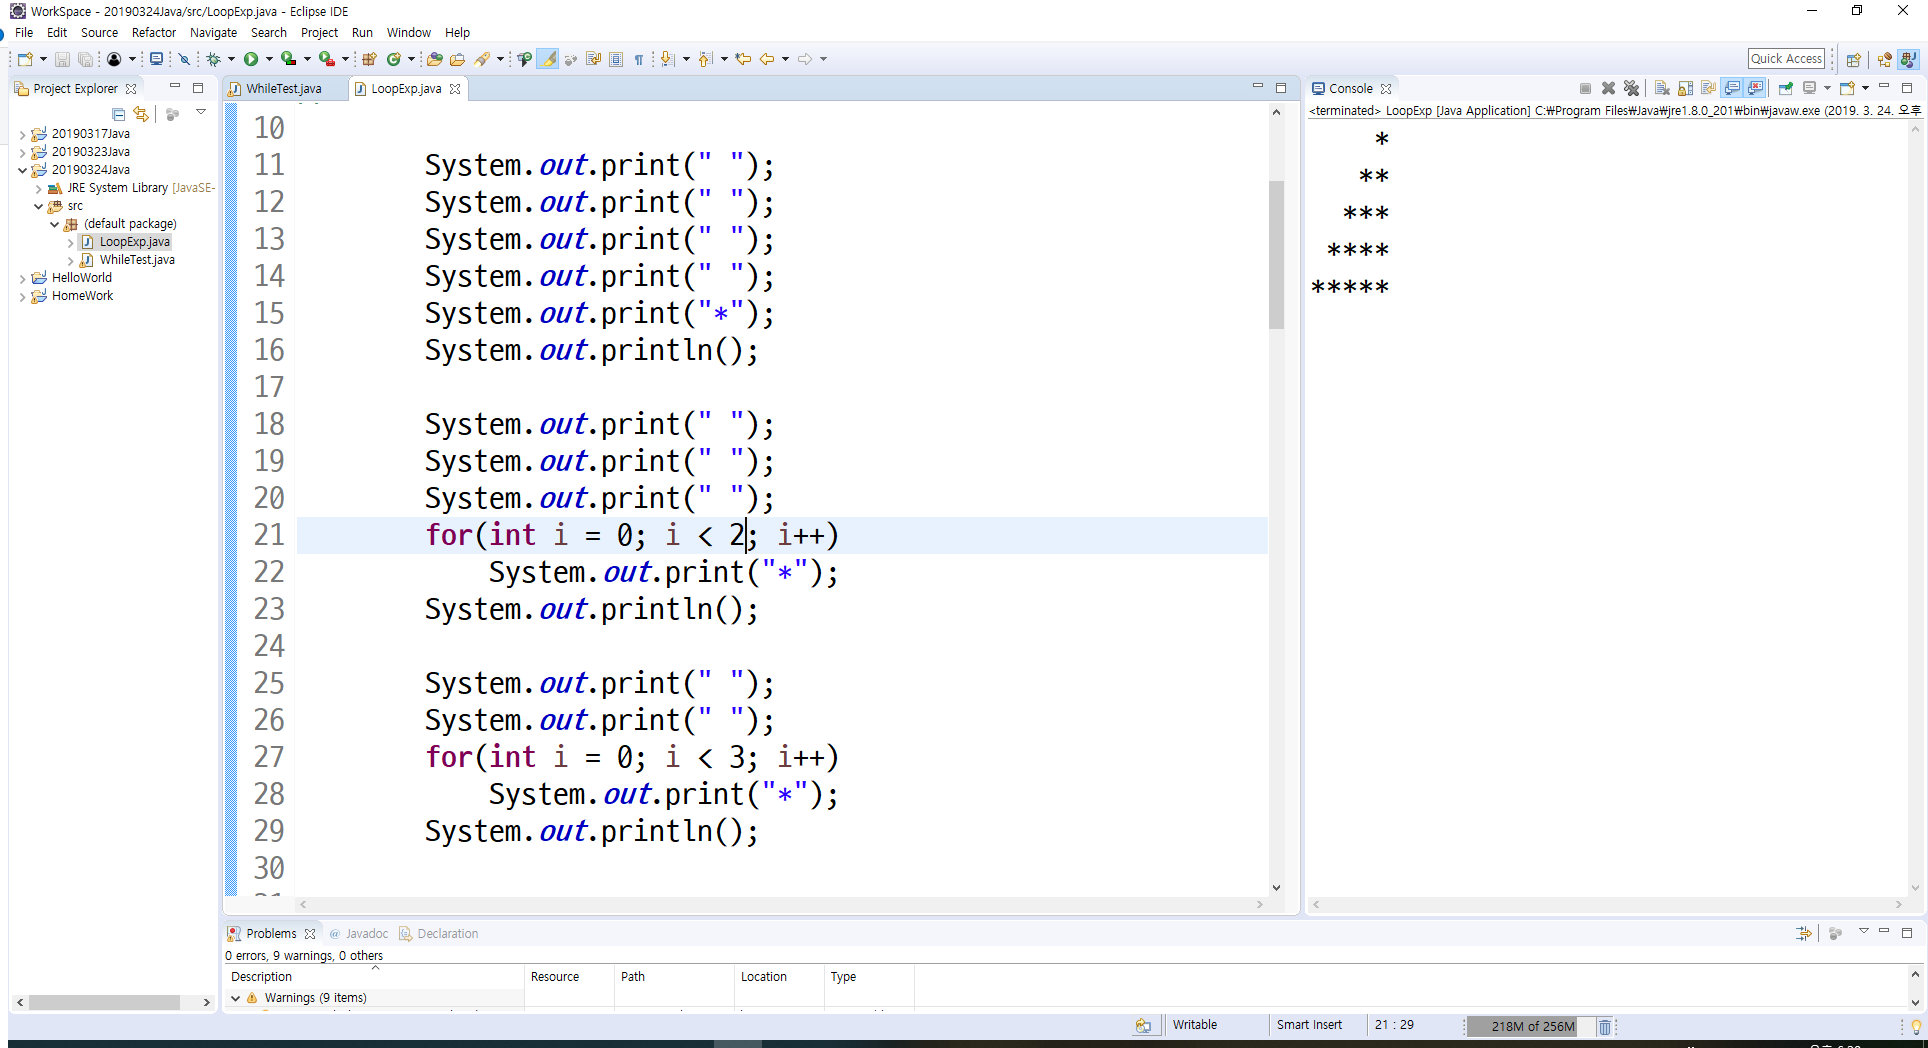 WorkSpace - 20190324Java/src/LoopExp.java - Eclipse IDE
File Edit Source Refactor Navigate Search Project Run Window Help
Quick Access
Project Explorer
20190317Java
20190323Java
20190324Java
JRE System Library [JavaSE-
src
(default package)
LoopExp.java
WhileTest.java
HelloWorld
HomeWork
WhileTest.java LoopExp.java
10
11 System.out.print(" ");
12 System.out.print(" ");
13 System.out.print(" ");
14 System.out.print(" ");
15 System.out.print("*");
16 System.out.println();
17
18 System.out.print(" ");
19 System.out.print(" ");
20 System.out.print(" ");
21 for(int i = 0; i < 2; i++)
22 System.out.print("*");
23 System.out.println();
24
25 System.out.print(" ");
26 System.out.print(" ");
27 for(int i = 0; i < 3; i++)
28 System.out.print("*");
29 System.out.println();
30
Console
<terminated> LoopExp [Java Application] C:₩Program Files₩Java₩jre1.8.0_201₩bin₩javaw.exe (2019. 3. 24. 오후
*
**
***
****
*****
Problems @ Javadoc Declaration
0 errors, 9 warnings, 0 others
Description Resource Path Location Type
Warnings (9 items)
Writable Smart Insert 21 : 29 218M of 256M